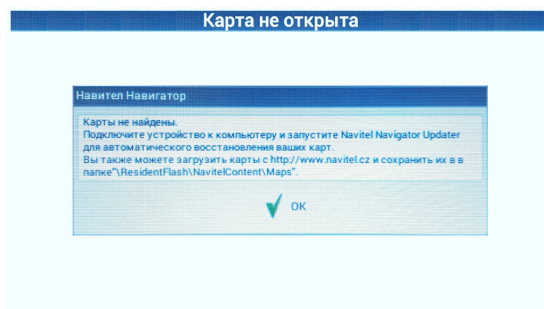 Карта не открыта
Навител Навигатор
Карты не найдены.
Подключите устройство к компьютеру и запустите Navitel Navigator Updater
для автоматического восстановления ваших карт.
Вы также можете загрузить карты с http://www.navitel.cz и сохранить их в в
папке"\ResidentFlash\NavitelContent\Maps".
OK